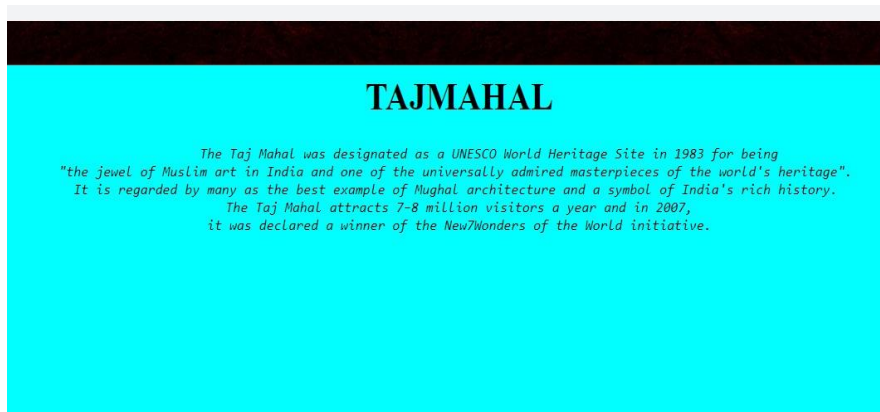 TAJMAHAL
The Taj Mahal was designated as a UNESCO World Heritage Site in 1983 for being
"the jewel of Muslim art in India and one of the universally admired masterpieces of the world's heritage".
It is regarded by many as the best example of Mughal architecture and a symbol of India's rich history.
The Taj Mahal attracts 7-8 million visitors a year and in 2007,
it was declared a winner of the New7Wonders of the World initiative.